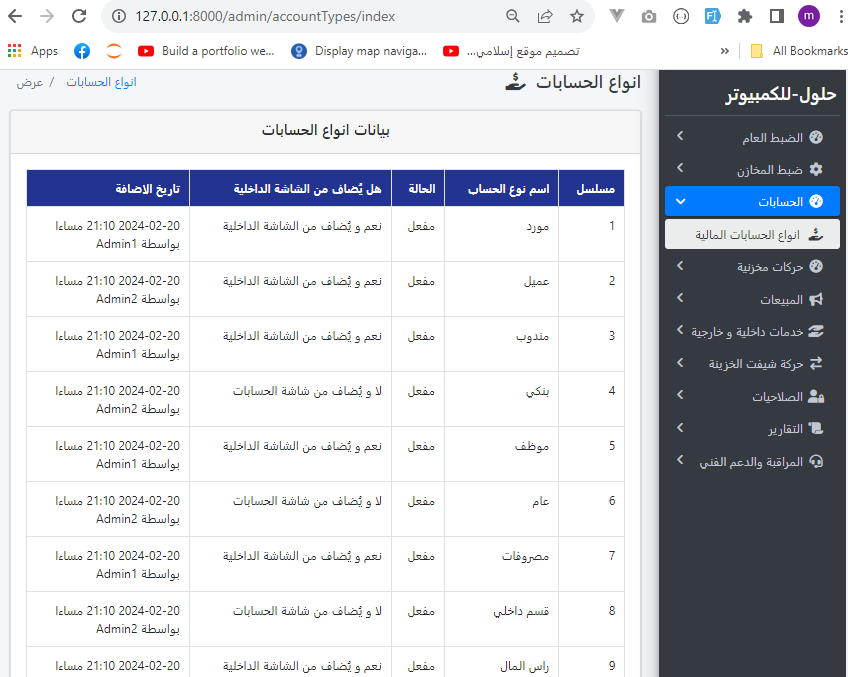 127.0.0.1:8000/admin/accountTypes/index
m
Apps
Build a portfolio we...
Display map naviga...
تصميم موقع إسلامي...
»
All Bookmarks
حلول-للكمبيوتر
الضبط العام
ضبط المخازن
الحسابات
انواع الحسابات المالية
حركات مخزنية
المبيعات
خدمات داخلية و خارجية
حركة شيفت الخزينة
الصلاحيات
التقارير
المراقبة والدعم الفني
انواع الحسابات
انواع الحسابات / عرض
بيانات انواع الحسابات
مسلسل اسم نوع الحساب الحالة هل يُضاف من الشاشة الداخلية تاريخ الاضافة
1 مورد مفعل نعم و يُضاف من الشاشة الداخلية 2024-02-20 21:10 مساءا
بواسطة Admin1
2 عميل مفعل نعم و يُضاف من الشاشة الداخلية 2024-02-20 21:10 مساءا
بواسطة Admin2
3 مندوب مفعل نعم و يُضاف من الشاشة الداخلية 2024-02-20 21:10 مساءا
بواسطة Admin1
4 بنكي مفعل لا و يُضاف من شاشة الحسابات 2024-02-20 21:10 مساءا
بواسطة Admin2
5 موظف مفعل نعم و يُضاف من الشاشة الداخلية 2024-02-20 21:10 مساءا
بواسطة Admin1
6 عام مفعل لا و يُضاف من شاشة الحسابات 2024-02-20 21:10 مساءا
بواسطة Admin2
7 مصروفات مفعل نعم و يُضاف من الشاشة الداخلية 2024-02-20 21:10 مساءا
بواسطة Admin1
8 قسم داخلي مفعل لا و يُضاف من شاشة الحسابات 2024-02-20 21:10 مساءا
بواسطة Admin2
9 راس المال مفعل نعم و يُضاف من الشاشة الداخلية 2024-02-20 21:10 مساءا